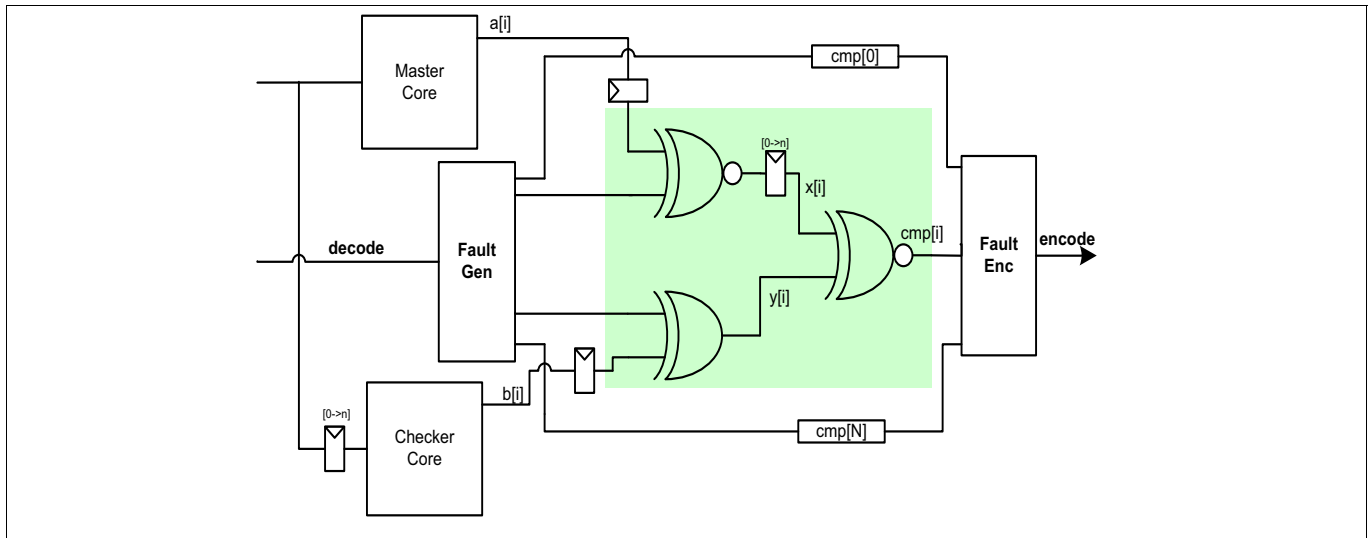 a[i]
cmp[0]
Master
Core
[0->n]
x[i]
cmp[i]
decode
Fault
Gen
Fault
Enc
encode
y[i]
b[i]
[0->n]
Checker
Core
cmp[N]